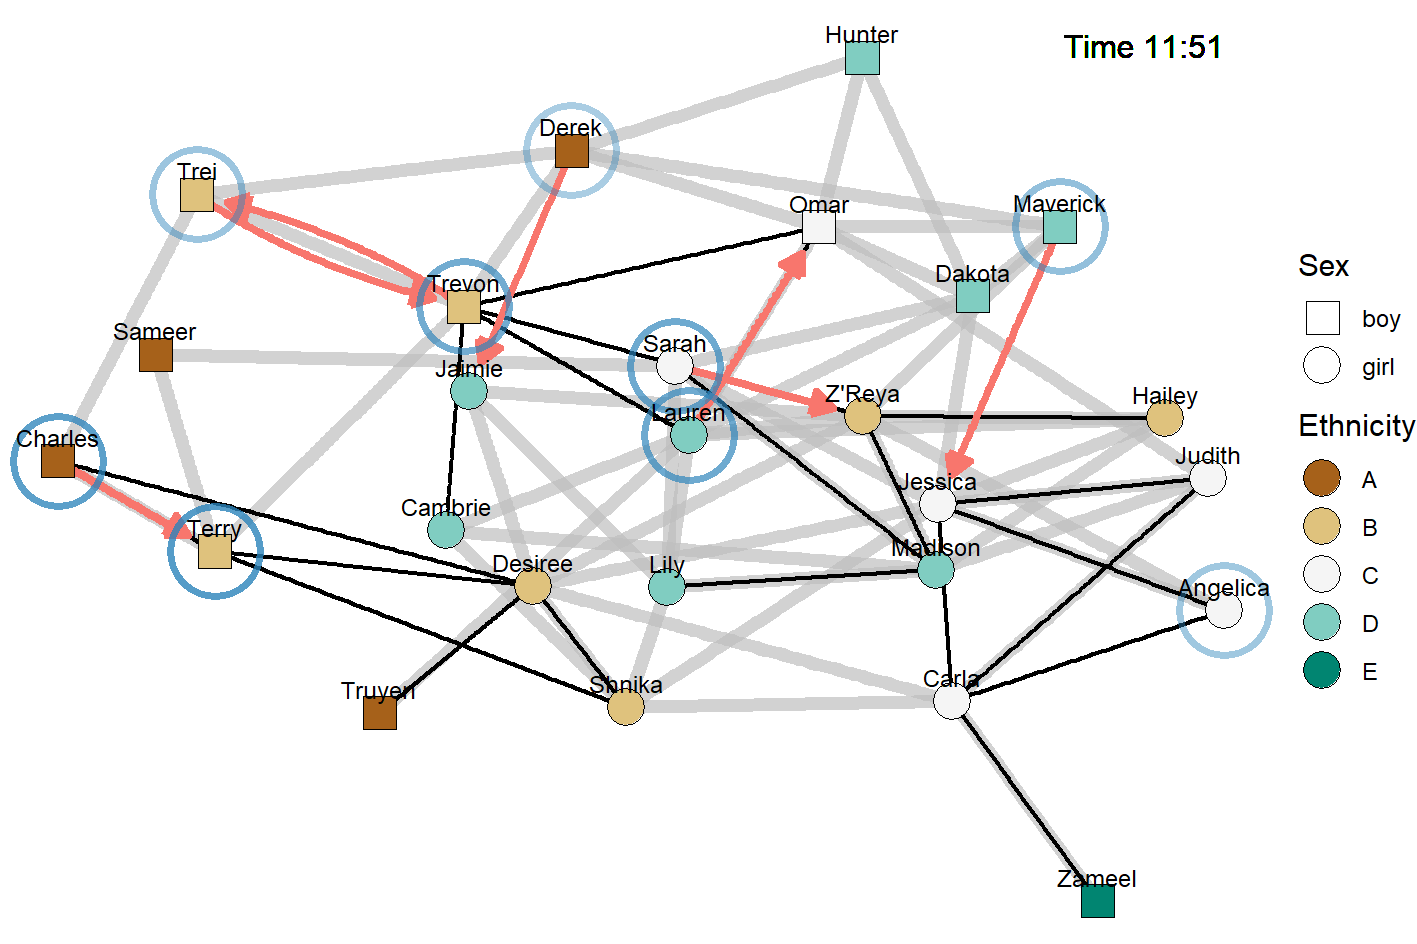 Hunter
Time 11:51
Derek
Trei
Omar
Maverick
Dakota
Trevon
Sameer
Sarah
Jaimie
Z'Reya
Hailey
Lauren
Charles
Judith
Jessica
Cambrie
Terry
Madison
Desiree
Lily
Angelica
Truyen
Shnika
Carla
Zameel
Sex
boy
girl
Ethnicity
A
B
C
D
E